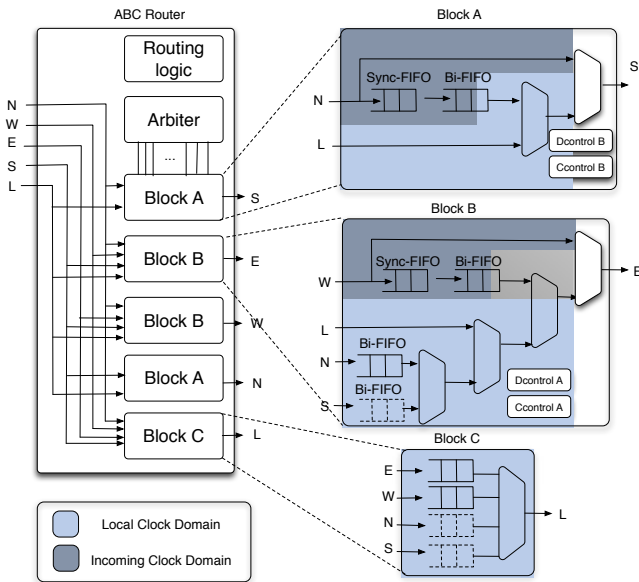 ABC Router
Routing
logic
Arbiter
...
N
W
E
S
L
Block A
S
Block B
E
Block B
W
Block A
N
Block C
L
Block A
S
Sync-FIFO
Bi-FIFO
N
L
Dcontrol B
Ccontrol B
Block B
E
Sync-FIFO
Bi-FIFO
W
L
Bi-FIFO
N
Bi-FIFO
S
Dcontrol A
Ccontrol A
Block C
E
W
N
S
L
Local Clock Domain
Incoming Clock Domain